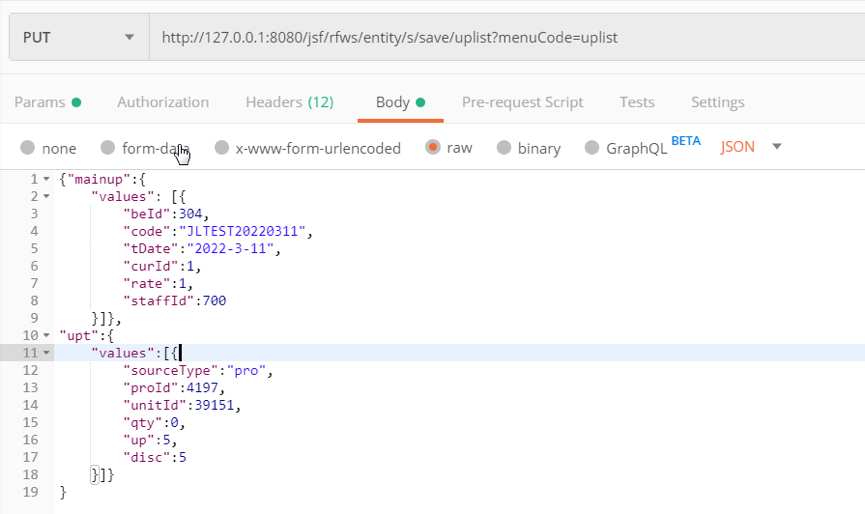 PUT http://127.0.0.1:8080/jsf/rfws/entity/s/save/uplist?menuCode=uplist
Params Authorization Headers (12) Body Pre-request Script Tests Settings
none form-data x-www-form-urlencoded raw binary GraphQL BETA JSON
1 {"mainup":{
2 "values": [{
3 "beId":304,
4 "code":"JLTEST20220311",
5 "tDate":"2022-3-11",
6 "curId":1,
7 "rate":1,
8 "staffId":700
9 }]},
10 "upt":{
11 "values":[{
12 "sourceType":"pro",
13 "proId":4197,
14 "unitId":39151,
15 "qty":0,
16 "up":5,
17 "disc":5
18 }]}
19 }